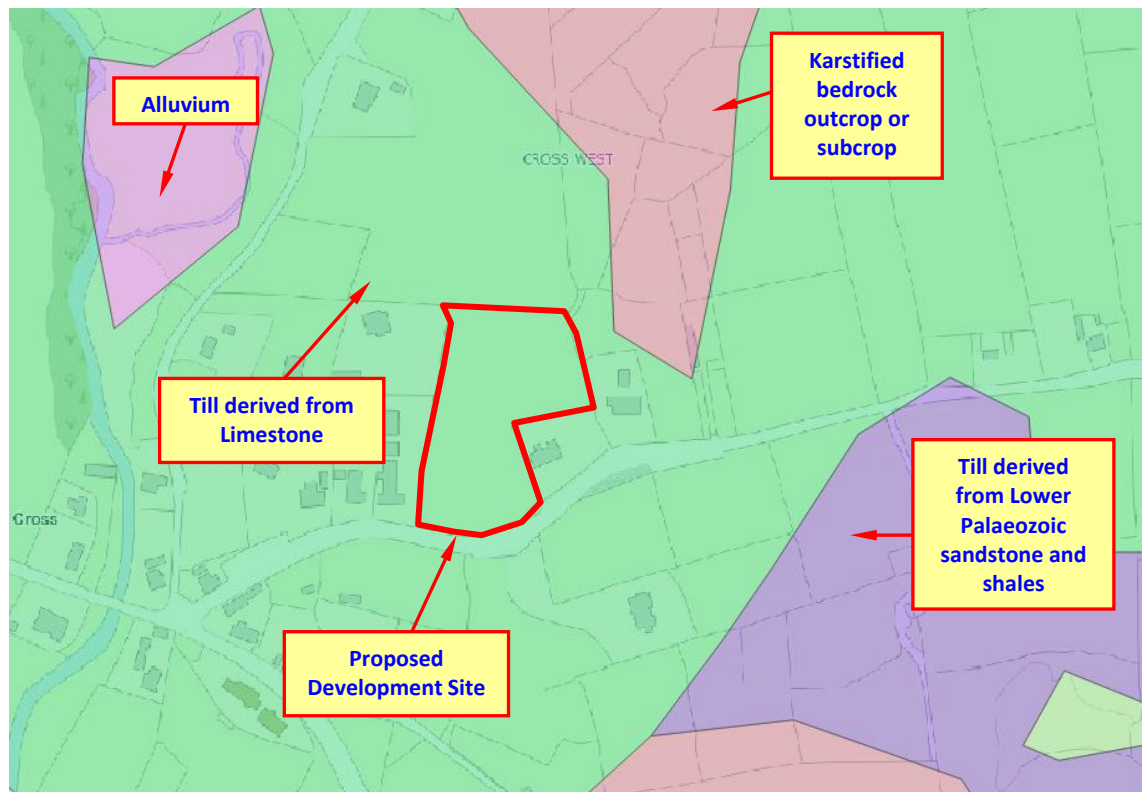 Alluvium
Karstified
bedrock
outcrop or
subcrop
CROSS WEST
Till derived from
Limestone
Till derived
from Lower
Palaeozoic
sandstone and
shales
Cross
Proposed
Development Site